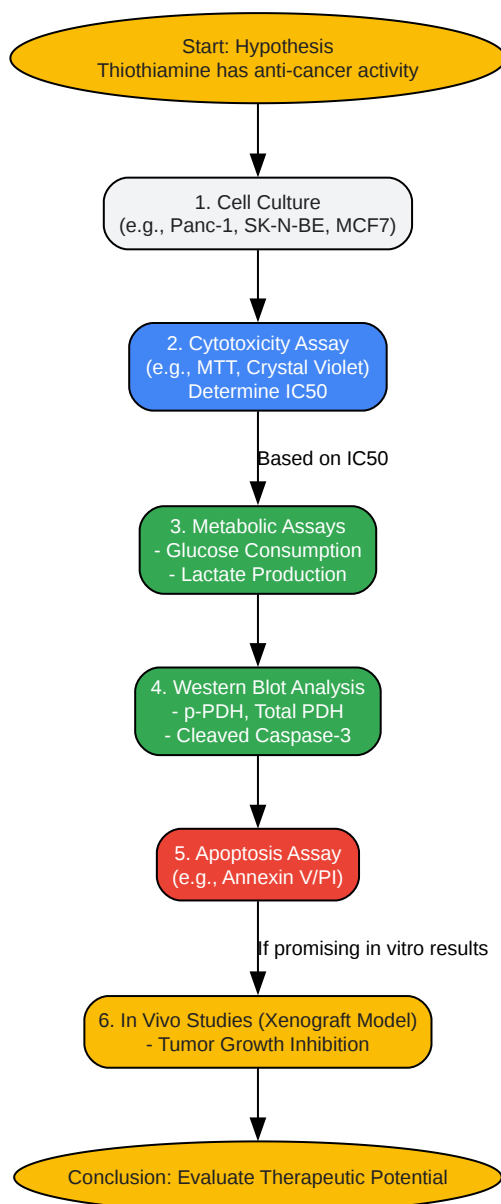 Start: Hypothesis
Thiothiamine has anti-cancer activity
1. Cell Culture
(e.g., Panc-1, SK-N-BE, MCF7)
2. Cytotoxicity Assay
(e.g., MTT, Crystal Violet)
Determine IC50
Based on IC50
3. Metabolic Assays
- Glucose Consumption
- Lactate Production
4. Western Blot Analysis
- p-PDH, Total PDH
- Cleaved Caspase-3
5. Apoptosis Assay
(e.g., Annexin V/PI)
If promising in vitro results
6. In Vivo Studies (Xenograft Model)
- Tumor Growth Inhibition
Conclusion: Evaluate Therapeutic Potential